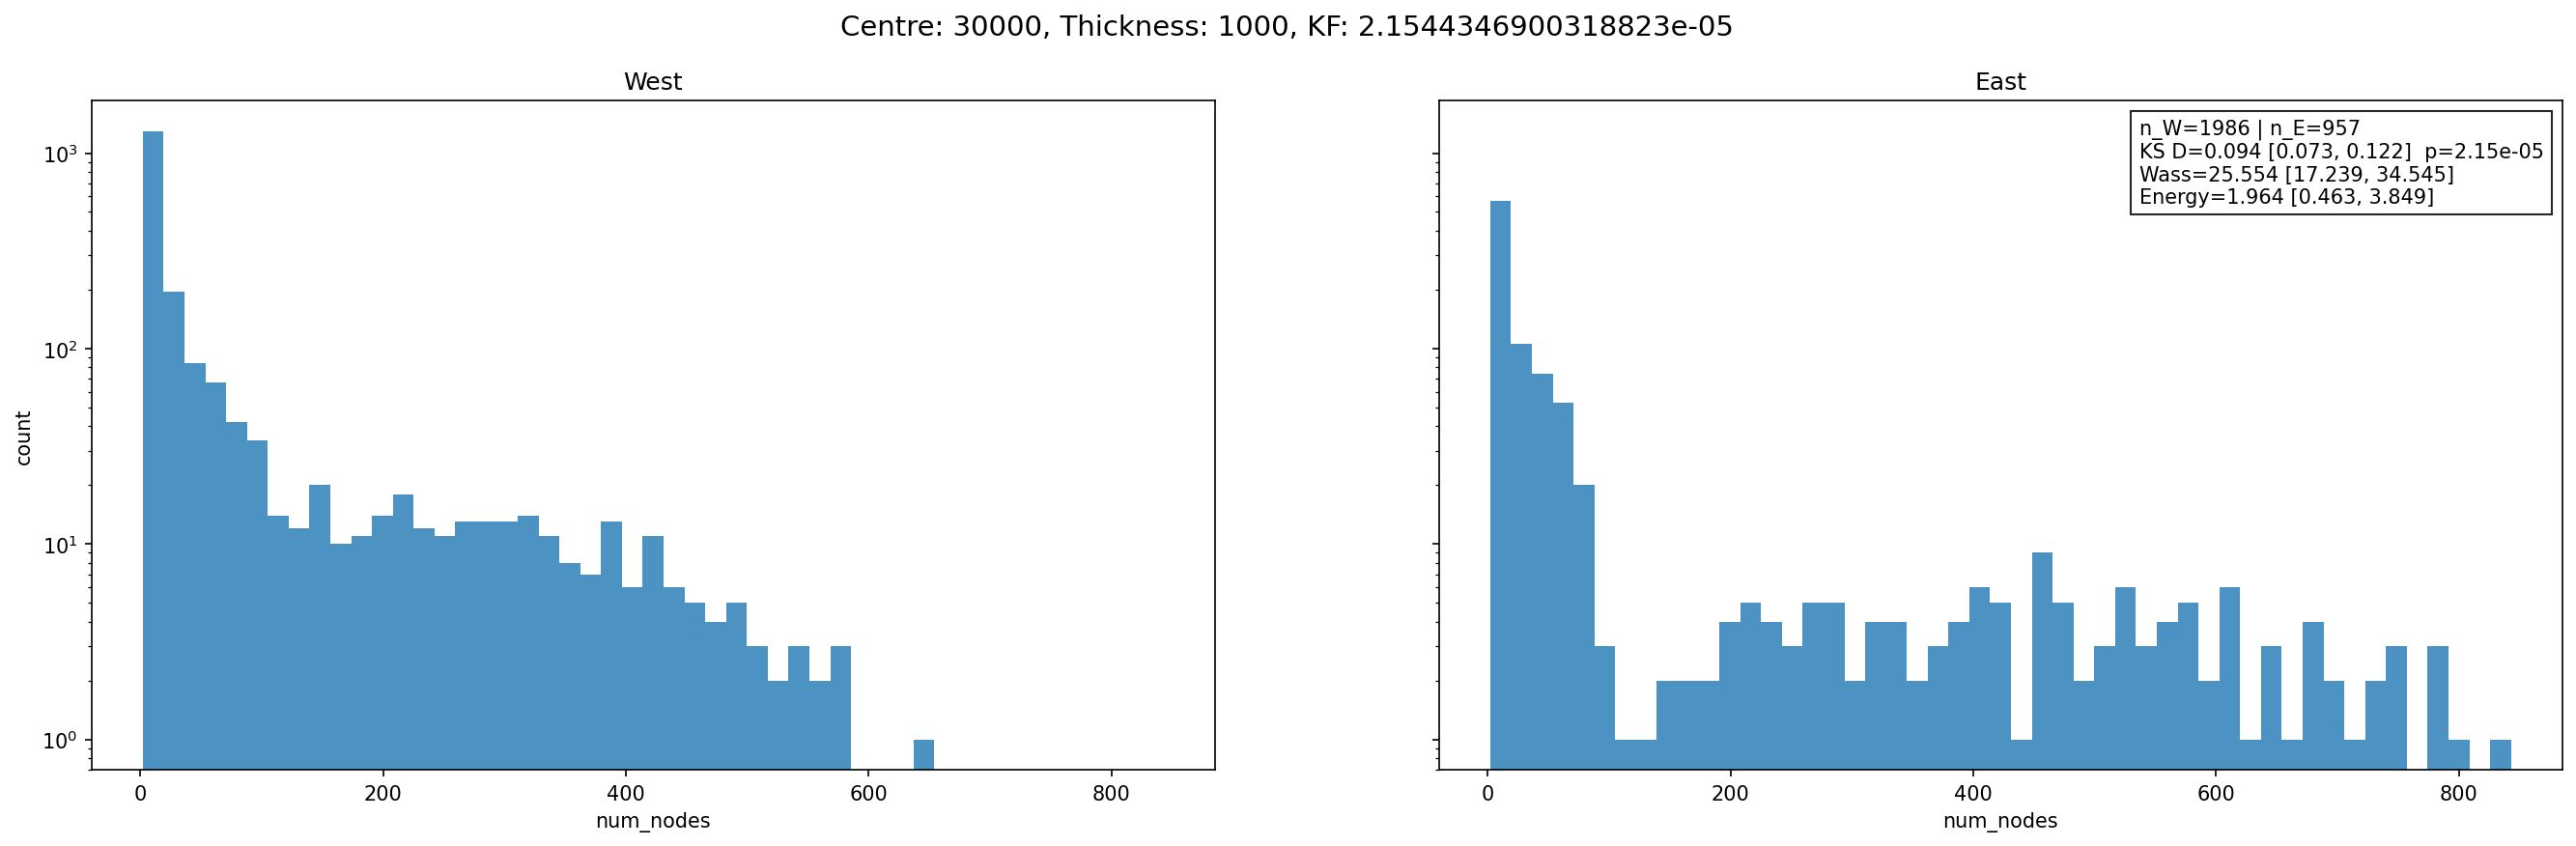 Centre: 30000, Thickness: 1000, KF: 2.1544346900318823e-05
West
count
10³
10²
10¹
10⁰
0 200 400 600 800
num_nodes
East
n_W=1986 | n_E=957
KS D=0.094 [0.073, 0.122] p=2.15e-05
Wass=25.554 [17.239, 34.545]
Energy=1.964 [0.463, 3.849]
0 200 400 600 800
num_nodes